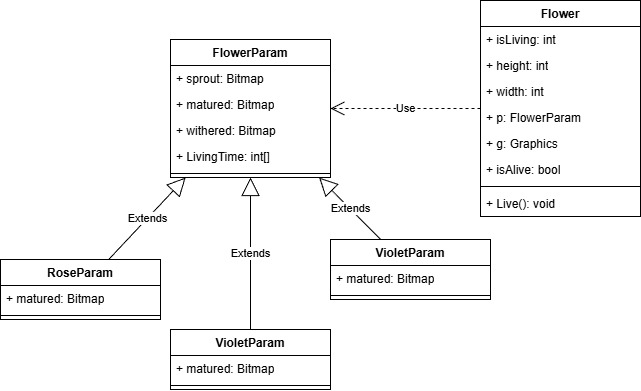 Flower
+ isLiving: int
+ height: int
+ width: int
+ p: FlowerParam
+ g: Graphics
+ isAlive: bool
+ Live(): void
FlowerParam
+ sprout: Bitmap
+ matured: Bitmap
+ withered: Bitmap
+ LivingTime: int[]
Use
Extends
Extends
Extends
RoseParam
+ matured: Bitmap
VioletParam
+ matured: Bitmap
VioletParam
+ matured: Bitmap